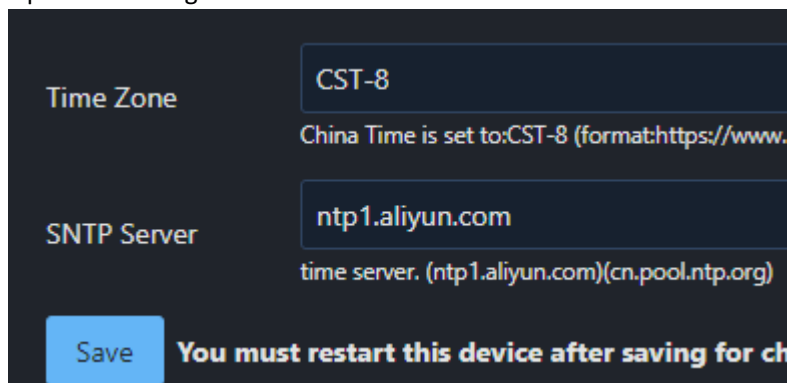 Time Zone
CST-8
China Time is set to:CST-8 (format:https://www.
SNTP Server
ntp1.aliyun.com
time server. (ntp1.aliyun.com)(cn.pool.ntp.org)
Save
You must restart this device after saving for ch